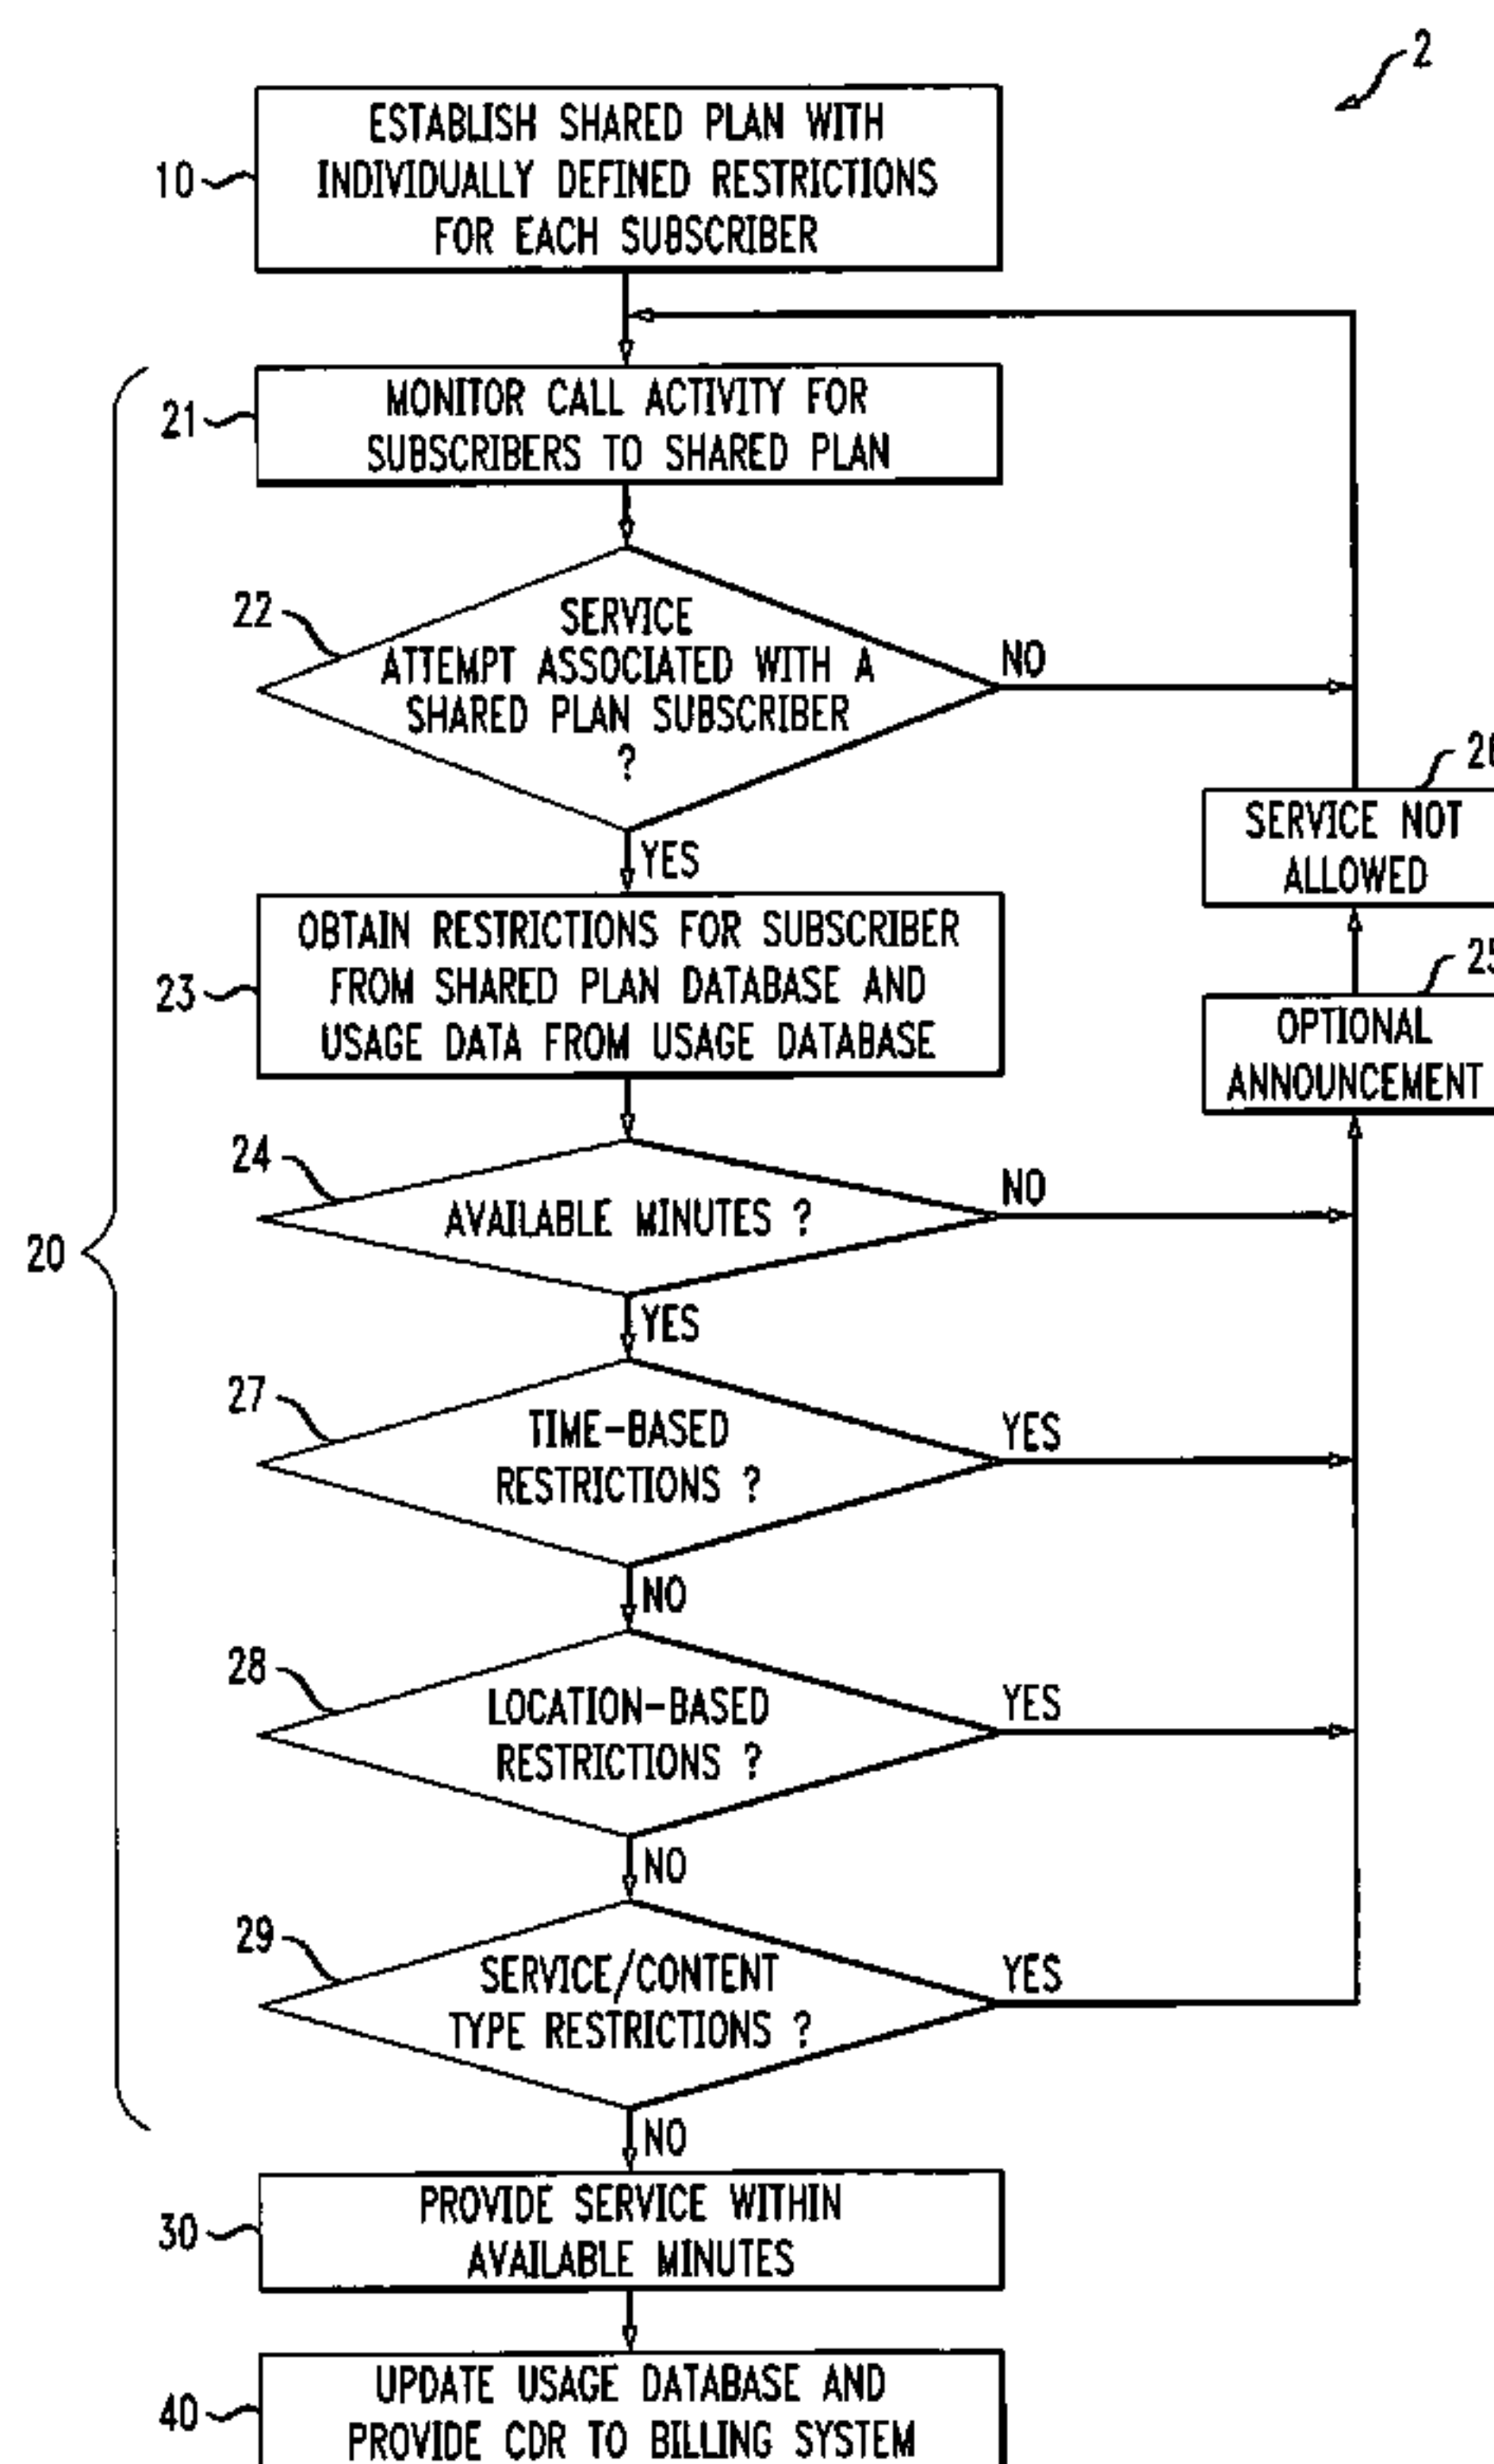 2
ESTABLISH SHARED PLAN WITH
INDIVIDUALLY DEFINED RESTRICTIONS
FOR EACH SUBSCRIBER
10
MONITOR CALL ACTIVITY FOR
SUBSCRIBERS TO SHARED PLAN
21
22
SERVICE
ATTEMPT ASSOCIATED WITH A
SHARED PLAN SUBSCRIBER
?
NO
YES
26
SERVICE NOT
ALLOWED
OBTAIN RESTRICTIONS FOR SUBSCRIBER
FROM SHARED PLAN DATABASE AND
USAGE DATA FROM USAGE DATABASE
23
25
OPTIONAL
ANNOUNCEMENT
24
AVAILABLE MINUTES ?
NO
YES
20
27
TIME-BASED
RESTRICTIONS ?
YES
NO
28
LOCATION-BASED
RESTRICTIONS ?
YES
NO
29
SERVICE/CONTENT
TYPE RESTRICTIONS ?
YES
NO
PROVIDE SERVICE WITHIN
AVAILABLE MINUTES
30
UPDATE USAGE DATABASE AND
PROVIDE CDR TO BILLING SYSTEM
40